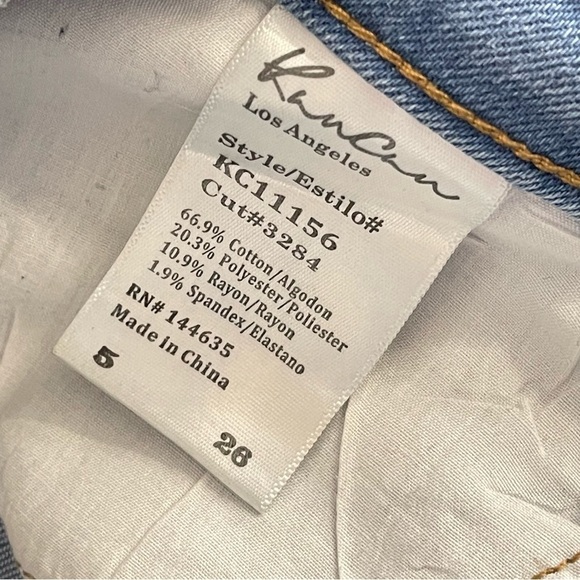 KanCan
Los Angeles
Style/Estilo#
KC11156
Cut#3284
66.9% Cotton/Algodon
20.3% Polyester/Poliester
10.9% Rayon/Rayon
1.9% Spandex/Elastano
RN# 144635
Made in China
5 26